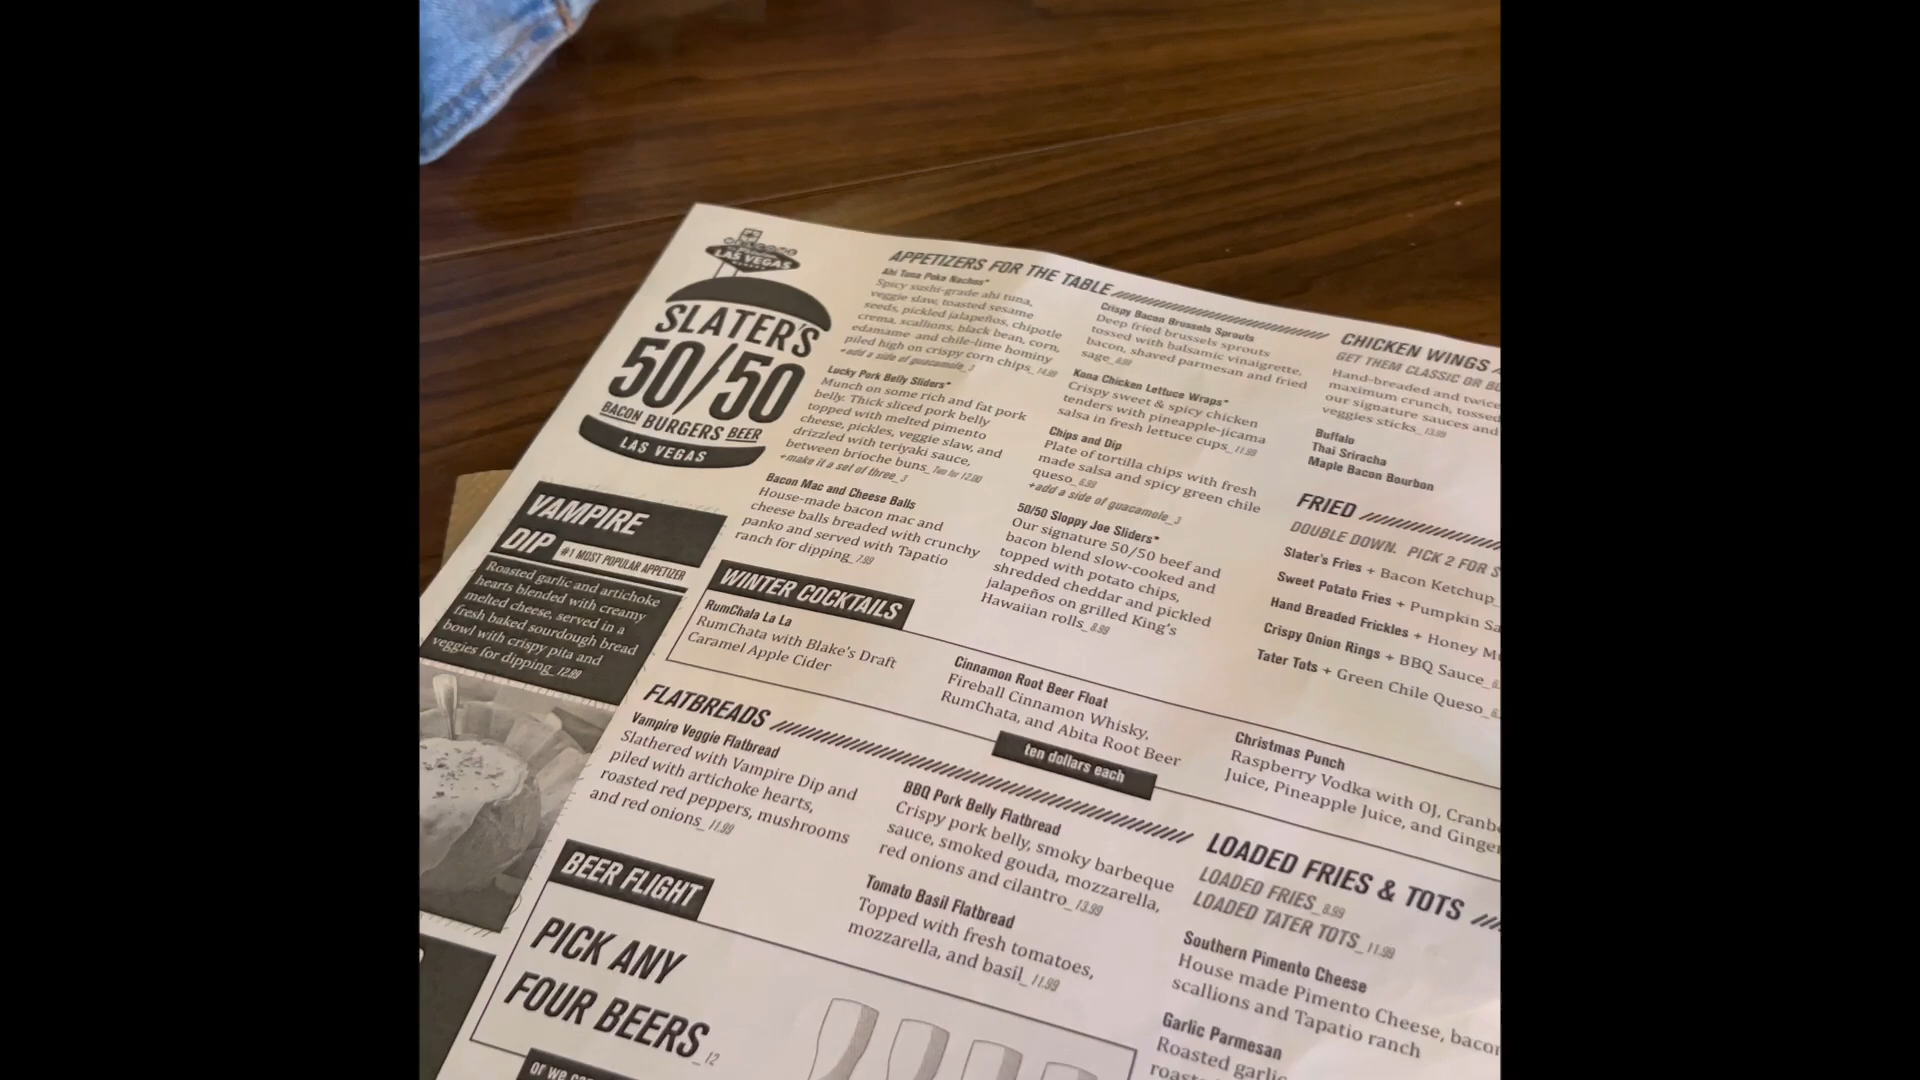 LAS VEGAS
SLATER'S
50/50
BACON BURGERS BEER
LAS VEGAS
VAMPIRE
DIP #1 MOST POPULAR APPETIZER
Roasted garlic and artichoke
hearts blended with creamy
melted cheese, served in a
fresh baked sourdough bread
bowl with crispy pita and
veggies for dipping_12.99
APPETIZERS FOR THE TABLE
Ahi Tuna Poke Nachos*
Spicy sushi-grade ahi tuna,
veggie slaw, toasted sesame
seeds, pickled jalapeños, chipotle
crema, scallions, black bean, corn,
edamame and chile-lime hominy
piled high on crispy corn chips_14.99
+add a side of guacamole_3
Lucky Pork Belly Sliders*
Munch on some rich and fat pork
belly. Thick sliced pork belly
topped with melted pimento
cheese, pickles, veggie slaw, and
drizzled with teriyaki sauce,
between brioche buns_Two for 12.00
+make it a set of three_3
Bacon Mac and Cheese Balls
House-made bacon mac and
cheese balls breaded with crunchy
panko and served with Tapatio
ranch for dipping_7.99
Crispy Bacon Brussels Sprouts
Deep fried brussels sprouts
tossed with balsamic vinaigrette,
bacon, shaved parmesan and fried
sage_8.99
Kona Chicken Lettuce Wraps*
Crispy sweet & spicy chicken
tenders with pineapple-jicama
salsa in fresh lettuce cups_11.99
Chips and Dip
Plate of tortilla chips with fresh
made salsa and spicy green chile
queso_6.99
+add a side of guacamole_3
50/50 Sloppy Joe Sliders*
Our signature 50/50 beef and
bacon blend slow-cooked and
topped with potato chips,
shredded cheddar and pickled
jalapeños on grilled King's
Hawaiian rolls_8.99
CHICKEN WINGS
GET THEM CLASSIC OR
Hand-breaded and twice
maximum crunch, tossed
our signature sauces and
veggies sticks_13.99
Buffalo
Thai Sriracha
Maple Bacon Bourbon
FRIED
DOUBLE DOWN. PICK 2 FOR
Slater's Fries + Bacon Ketchup_
Sweet Potato Fries + Pumpkin
Hand Breaded Frickles + Honey
Crispy Onion Rings + BBQ Sauce_
Tater Tots + Green Chile Queso_
WINTER COCKTAILS
RumChala La La
RumChata with Blake's Draft
Caramel Apple Cider
Cinnamon Root Beer Float
Fireball Cinnamon Whisky,
RumChata, and Abita Root Beer
Christmas Punch
Raspberry Vodka with OJ,
Juice, Pineapple Juice, and Ginger
ten dollars each
FLATBREADS
Vampire Veggie Flatbread
Slathered with Vampire Dip and
piled with artichoke hearts,
roasted red peppers, mushrooms
and red onions_11.99
BBQ Pork Belly Flatbread
Crispy pork belly, smoky barbeque
sauce, smoked gouda, mozzarella,
red onions and cilantro_13.99
Tomato Basil Flatbread
Topped with fresh tomatoes,
mozzarella, and basil_11.99
LOADED FRIES & TOTS
LOADED FRIES_8.99
LOADED TATER TOTS_11.99
Southern Pimento Cheese
House made Pimento Cheese, bacon
scallions and Tapatio ranch
Garlic Parmesan
Roasted garlic
BEER FLIGHT
PICK ANY
FOUR BEERS_12
or we